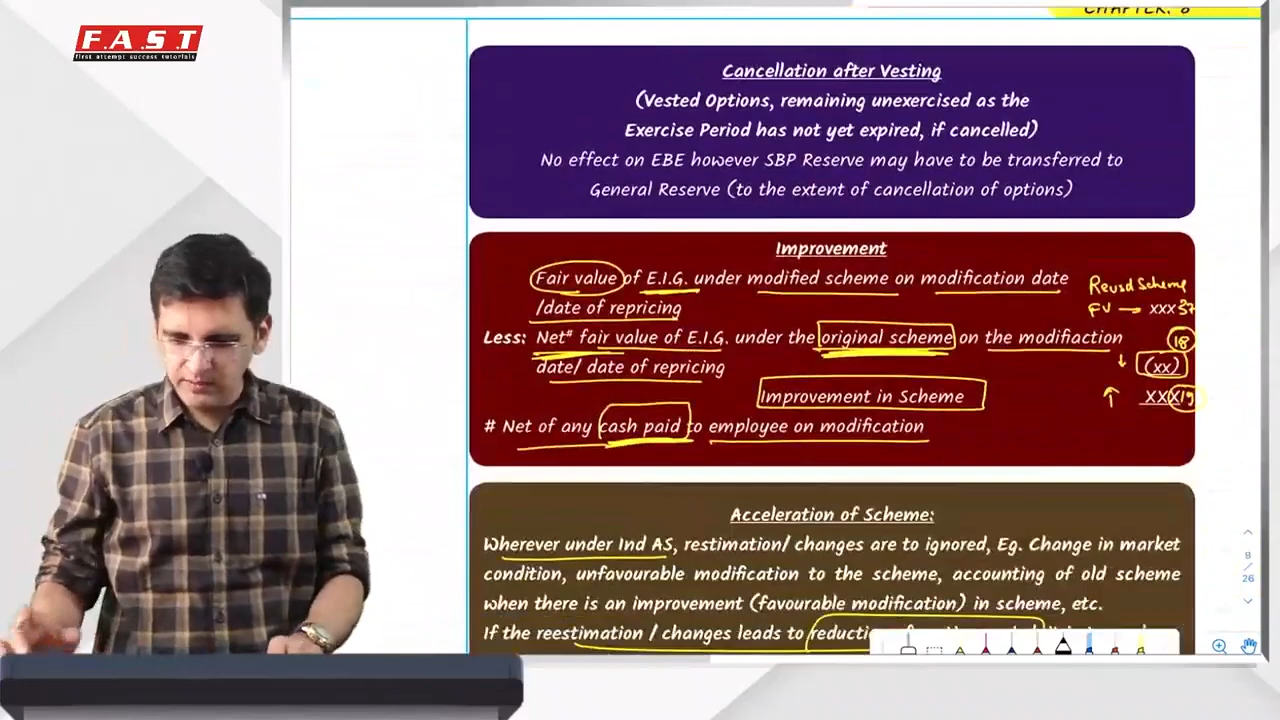 F.A.S.T
first attempt success tutorials
CHAPTER: 8
Cancellation after Vesting
(Vested Options, remaining unexercised as the
Exercise Period has not yet expired, if cancelled)
No effect on EBE however SBP Reserve may have to be transferred to
General Reserve (to the extent of cancellation of options)
Improvement
Fair value of E.I.G. under modified scheme on modification date
/date of repricing
Less: Net# fair value of E.I.G. under the original scheme on the modifiaction
date/ date of repricing
Improvement in Scheme
# Net of any cash paid to employee on modification
Revsd Scheme
FV → xxx 37
18
↓ (xx)
↑ xxx 19
Acceleration of Scheme:
Wherever under Ind AS, restimation/ changes are to ignored, Eg. Change in market
condition, unfavourable modification to the scheme, accounting of old scheme
when there is an improvement (favourable modification) in scheme, etc.
If the reestimation / changes leads to
9
/
26